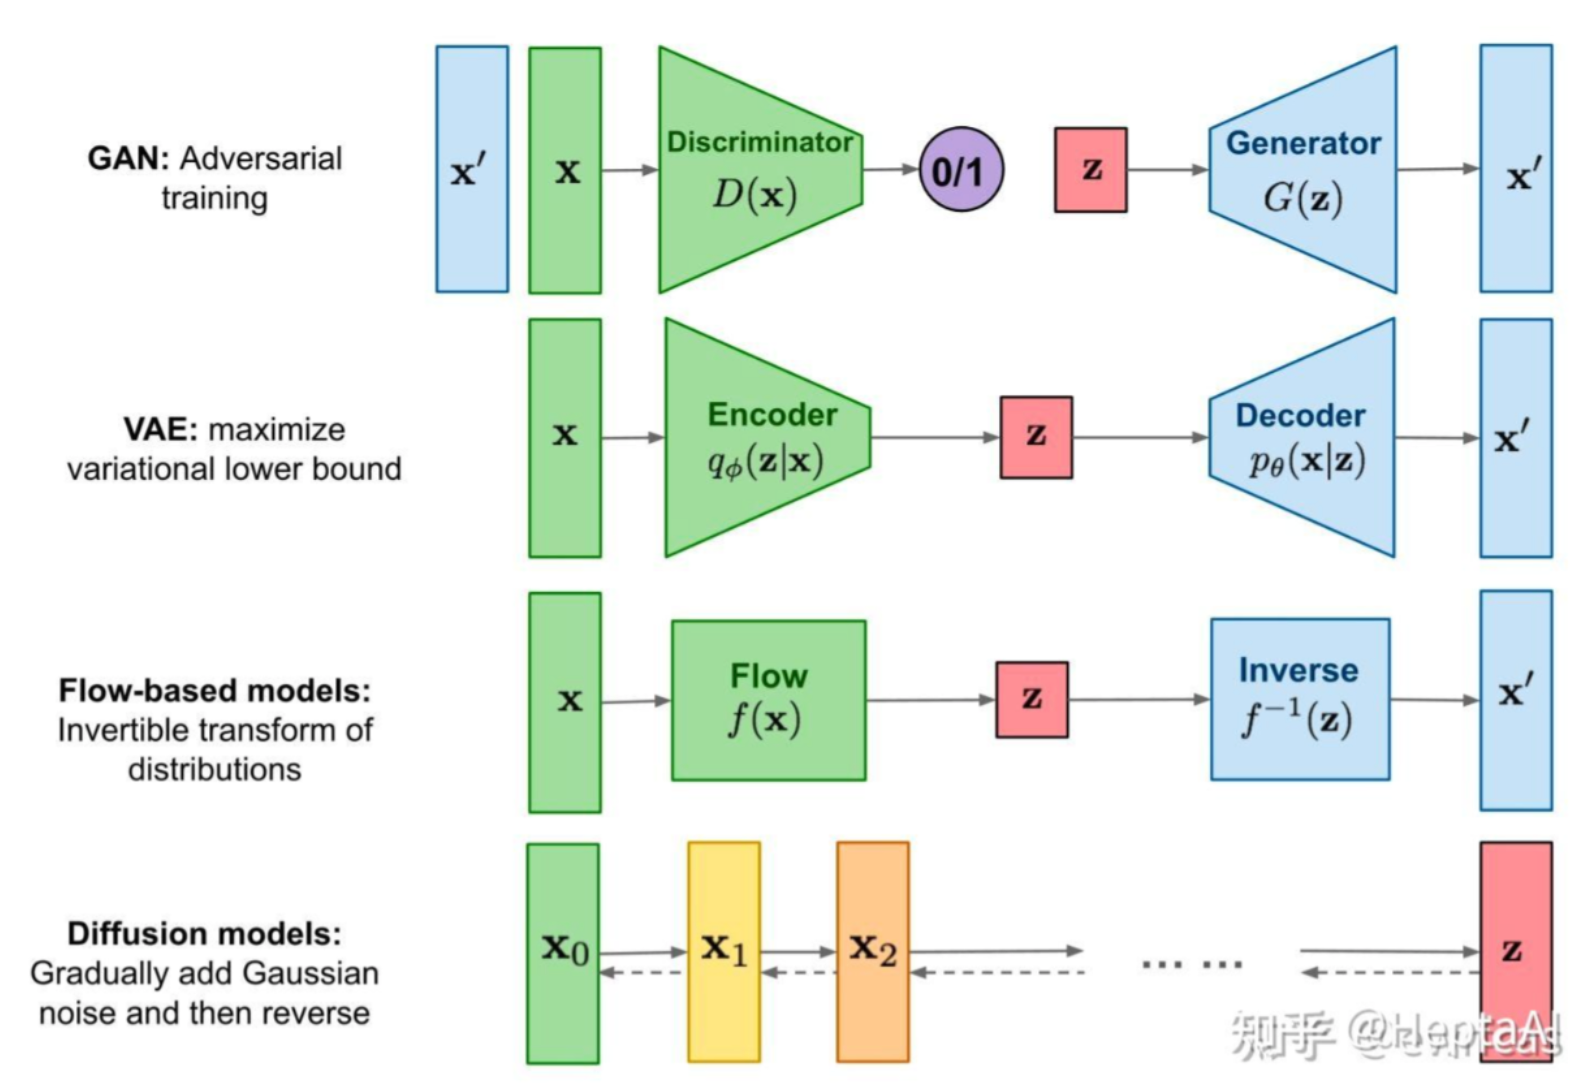 GAN: Adversarial
training
x′
x
Discriminator
D(x)
0/1
z
Generator
G(z)
x′
VAE: maximize
variational lower bound
x
Encoder
qϕ(z|x)
z
Decoder
pθ(x|z)
x′
Flow-based models:
Invertible transform of
distributions
x
Flow
f(x)
z
Inverse
f⁻¹(z)
x′
Diffusion models:
Gradually add Gaussian
noise and then reverse
x₀
x₁
x₂
... ...
z
知乎 @HeptaAI